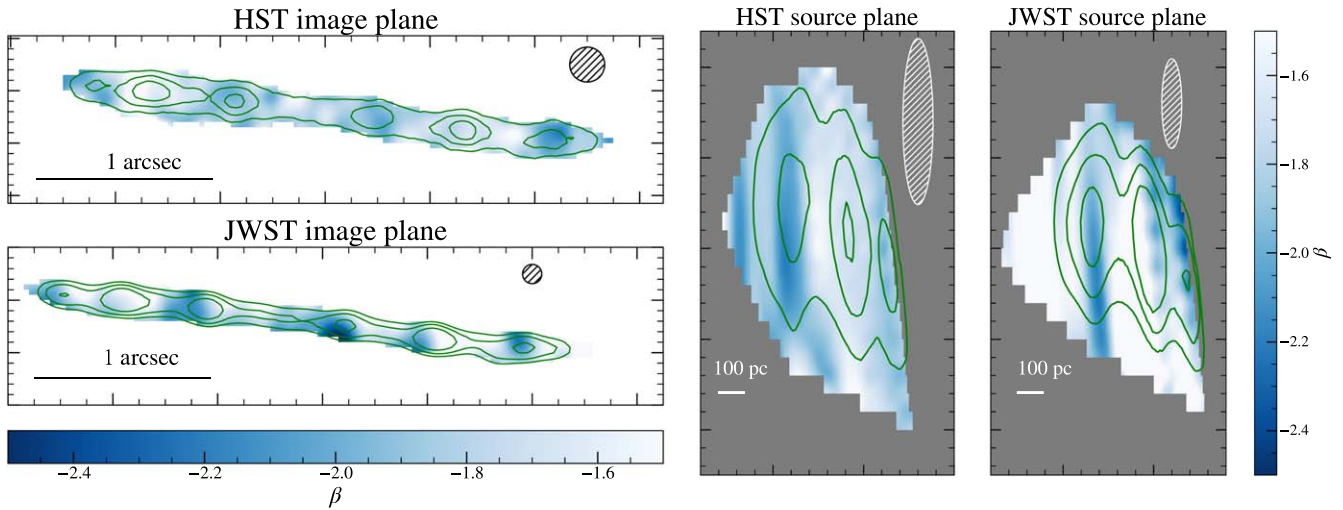 HST image plane
1 arcsec
JWST image plane
1 arcsec
−2.4 −2.2 −2.0 −1.8 −1.6
β
HST source plane
100 pc
JWST source plane
100 pc
−1.6
−1.8
−2.0
−2.2
−2.4
β